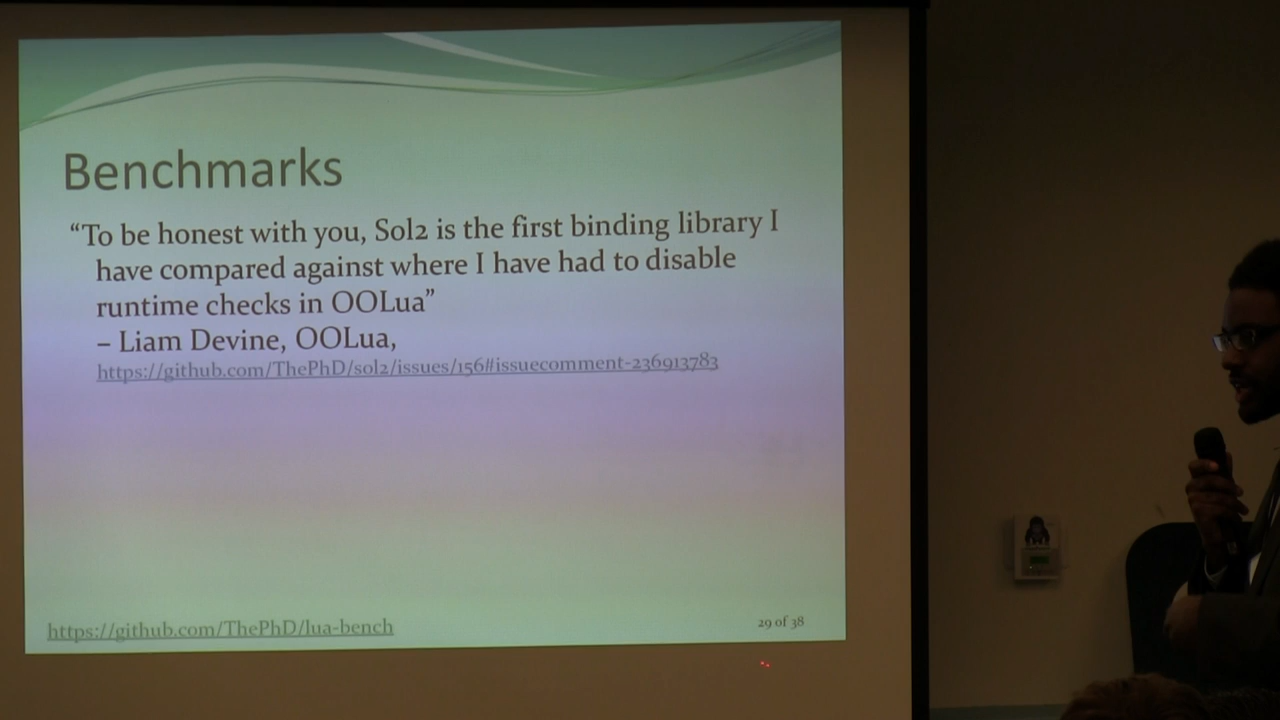 Benchmarks
“To be honest with you, Sol2 is the first binding library I
have compared against where I have had to disable
runtime checks in OOLua”
– Liam Devine, OOLua,
https://github.com/ThePhD/sol2/issues/156#issuecomment-236913783
https://github.com/ThePhD/lua-bench
29 of 38